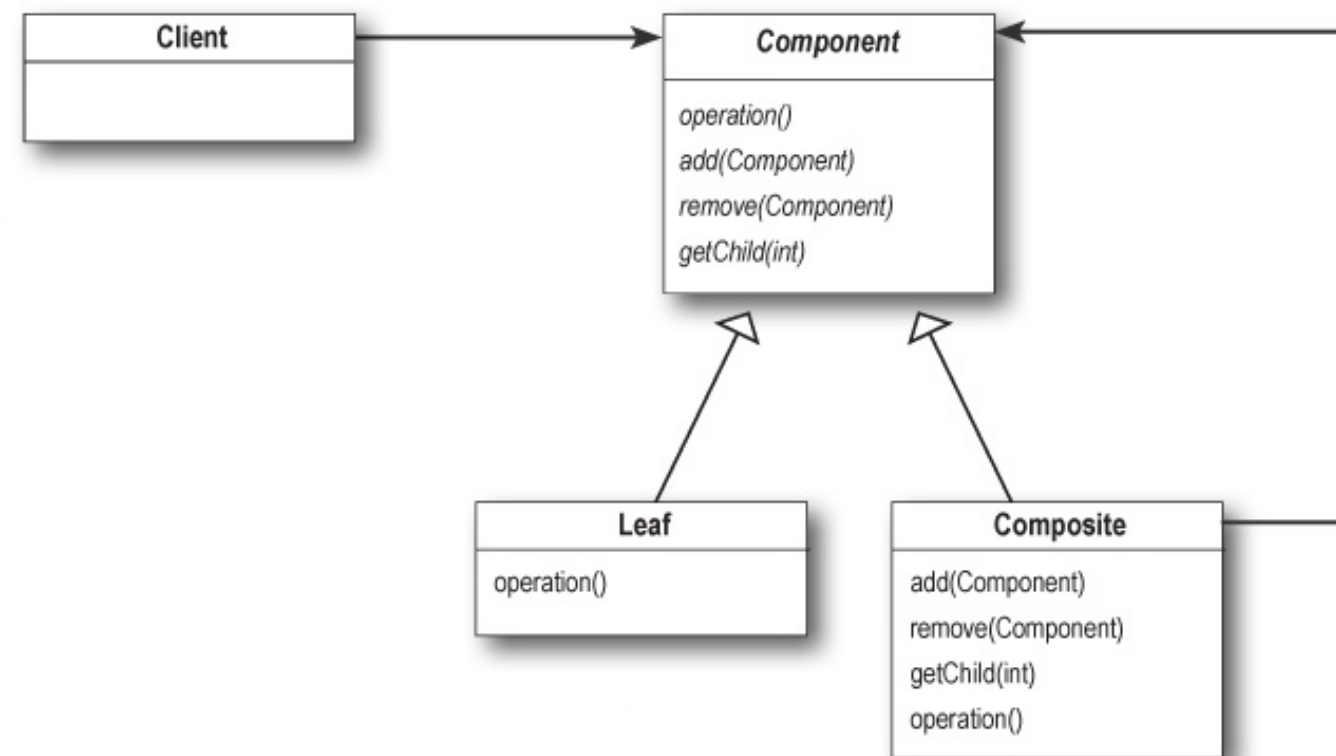 Client
Component
operation()
add(Component)
remove(Component)
getChild(int)
Leaf
operation()
Composite
add(Component)
remove(Component)
getChild(int)
operation()